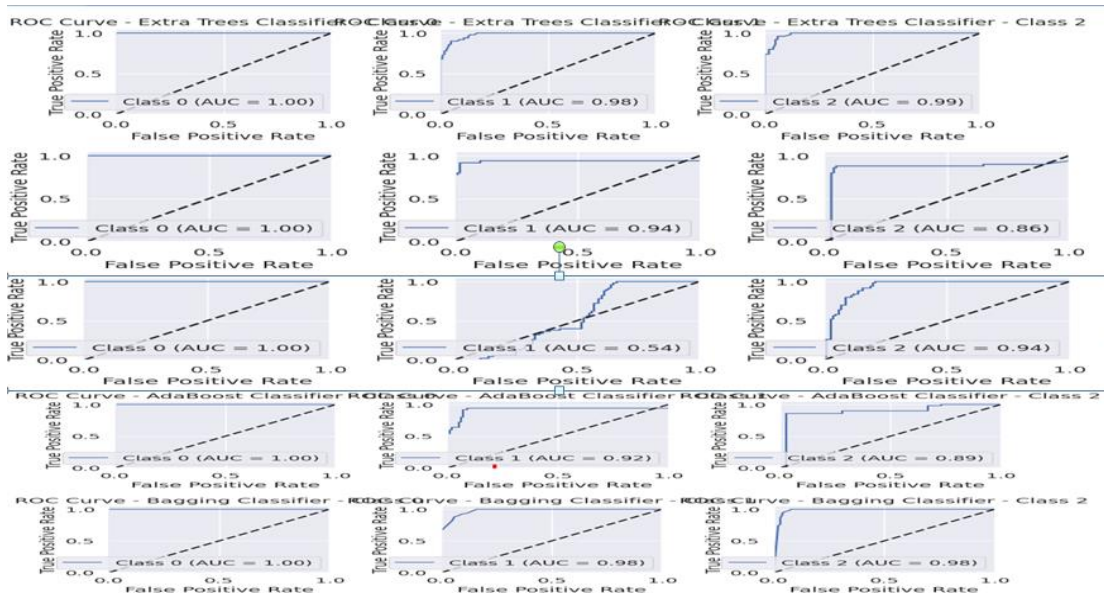 ROC Curve - Extra Trees Classifier - Class 0
ROC Curve - Extra Trees Classifier - Class 1
ROC Curve - Extra Trees Classifier - Class 2
True Positive Rate
1.0
0.5
0.0
Class 0 (AUC = 1.00)
0.0 0.5 1.0
False Positive Rate
True Positive Rate
1.0
0.5
0.0
Class 1 (AUC = 0.98)
0.0 0.5 1.0
False Positive Rate
True Positive Rate
1.0
0.5
0.0
Class 2 (AUC = 0.99)
0.0 0.5 1.0
False Positive Rate
True Positive Rate
1.0
0.5
0.0
Class 0 (AUC = 1.00)
0.0 0.5 1.0
False Positive Rate
True Positive Rate
1.0
0.5
0.0
Class 1 (AUC = 0.94)
0.0 0.5 1.0
False Positive Rate
True Positive Rate
1.0
0.5
0.0
Class 2 (AUC = 0.86)
0.0 0.5 1.0
False Positive Rate
True Positive Rate
1.0
0.5
0.0
Class 0 (AUC = 1.00)
0.0 0.5 1.0
False Positive Rate
True Positive Rate
1.0
0.5
0.0
Class 1 (AUC = 0.54)
0.0 0.5 1.0
False Positive Rate
True Positive Rate
1.0
0.5
0.0
Class 2 (AUC = 0.94)
0.0 0.5 1.0
False Positive Rate
ROC Curve - AdaBoost Classifier
- AdaBoost Classifier
Curve - AdaBoost Classifier - Class 2
True Positive Rate
1.0
0.5
0.0
Class 0 (AUC = 1.00)
0.0 0.5 1.0
False Positive Rate
True Positive Rate
1.0
0.5
0.0
Class 1 (AUC = 0.92)
0.0 0.5 1.0
False Positive Rate
True Positive Rate
1.0
0.5
0.0
Class 2 (AUC = 0.89)
0.0 0.5 1.0
False Positive Rate
ROC Curve - Bagging Classifier
- Bagging Classifier
Curve - Bagging Classifier - Class 2
True Positive Rate
1.0
0.5
0.0
Class 0 (AUC = 1.00)
0.0 0.5 1.0
False Positive Rate
True Positive Rate
1.0
0.5
0.0
Class 1 (AUC = 0.98)
0.0 0.5 1.0
False Positive Rate
True Positive Rate
1.0
0.5
0.0
Class 2 (AUC = 0.98)
0.0 0.5 1.0
False Positive Rate